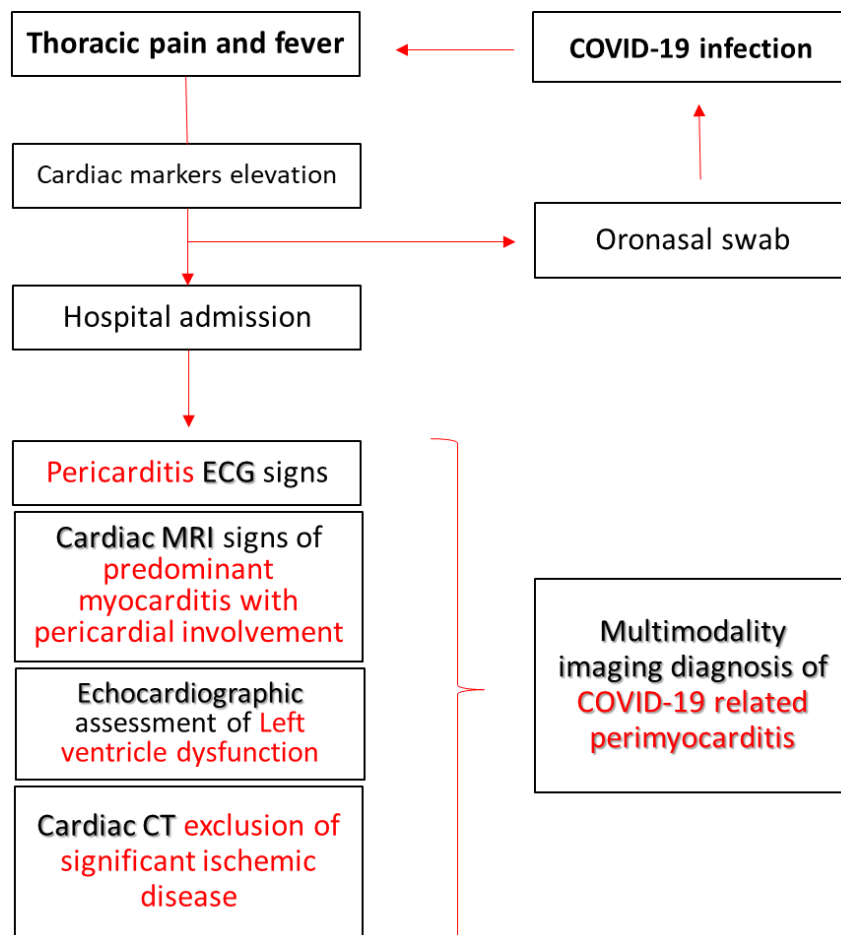 Thoracic pain and fever
COVID-19 infection
Cardiac markers elevation
Oronasal swab
Hospital admission
Pericarditis ECG signs
Cardiac MRI signs of
predominant
myocarditis with
pericardial involvement
Echocardiographic
assessment of Left
ventricle dysfunction
Cardiac CT exclusion of
significant ischemic
disease
Multimodality
imaging diagnosis of
COVID-19 related
perimyocarditis